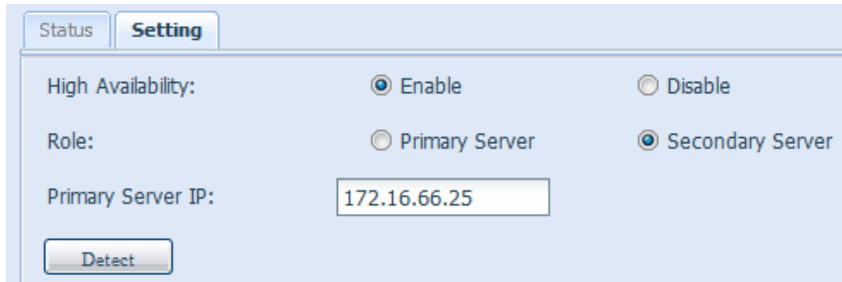 Status Setting
High Availability: Enable Disable
Role: Primary Server Secondary Server
Primary Server IP: 172.16.66.25
Detect